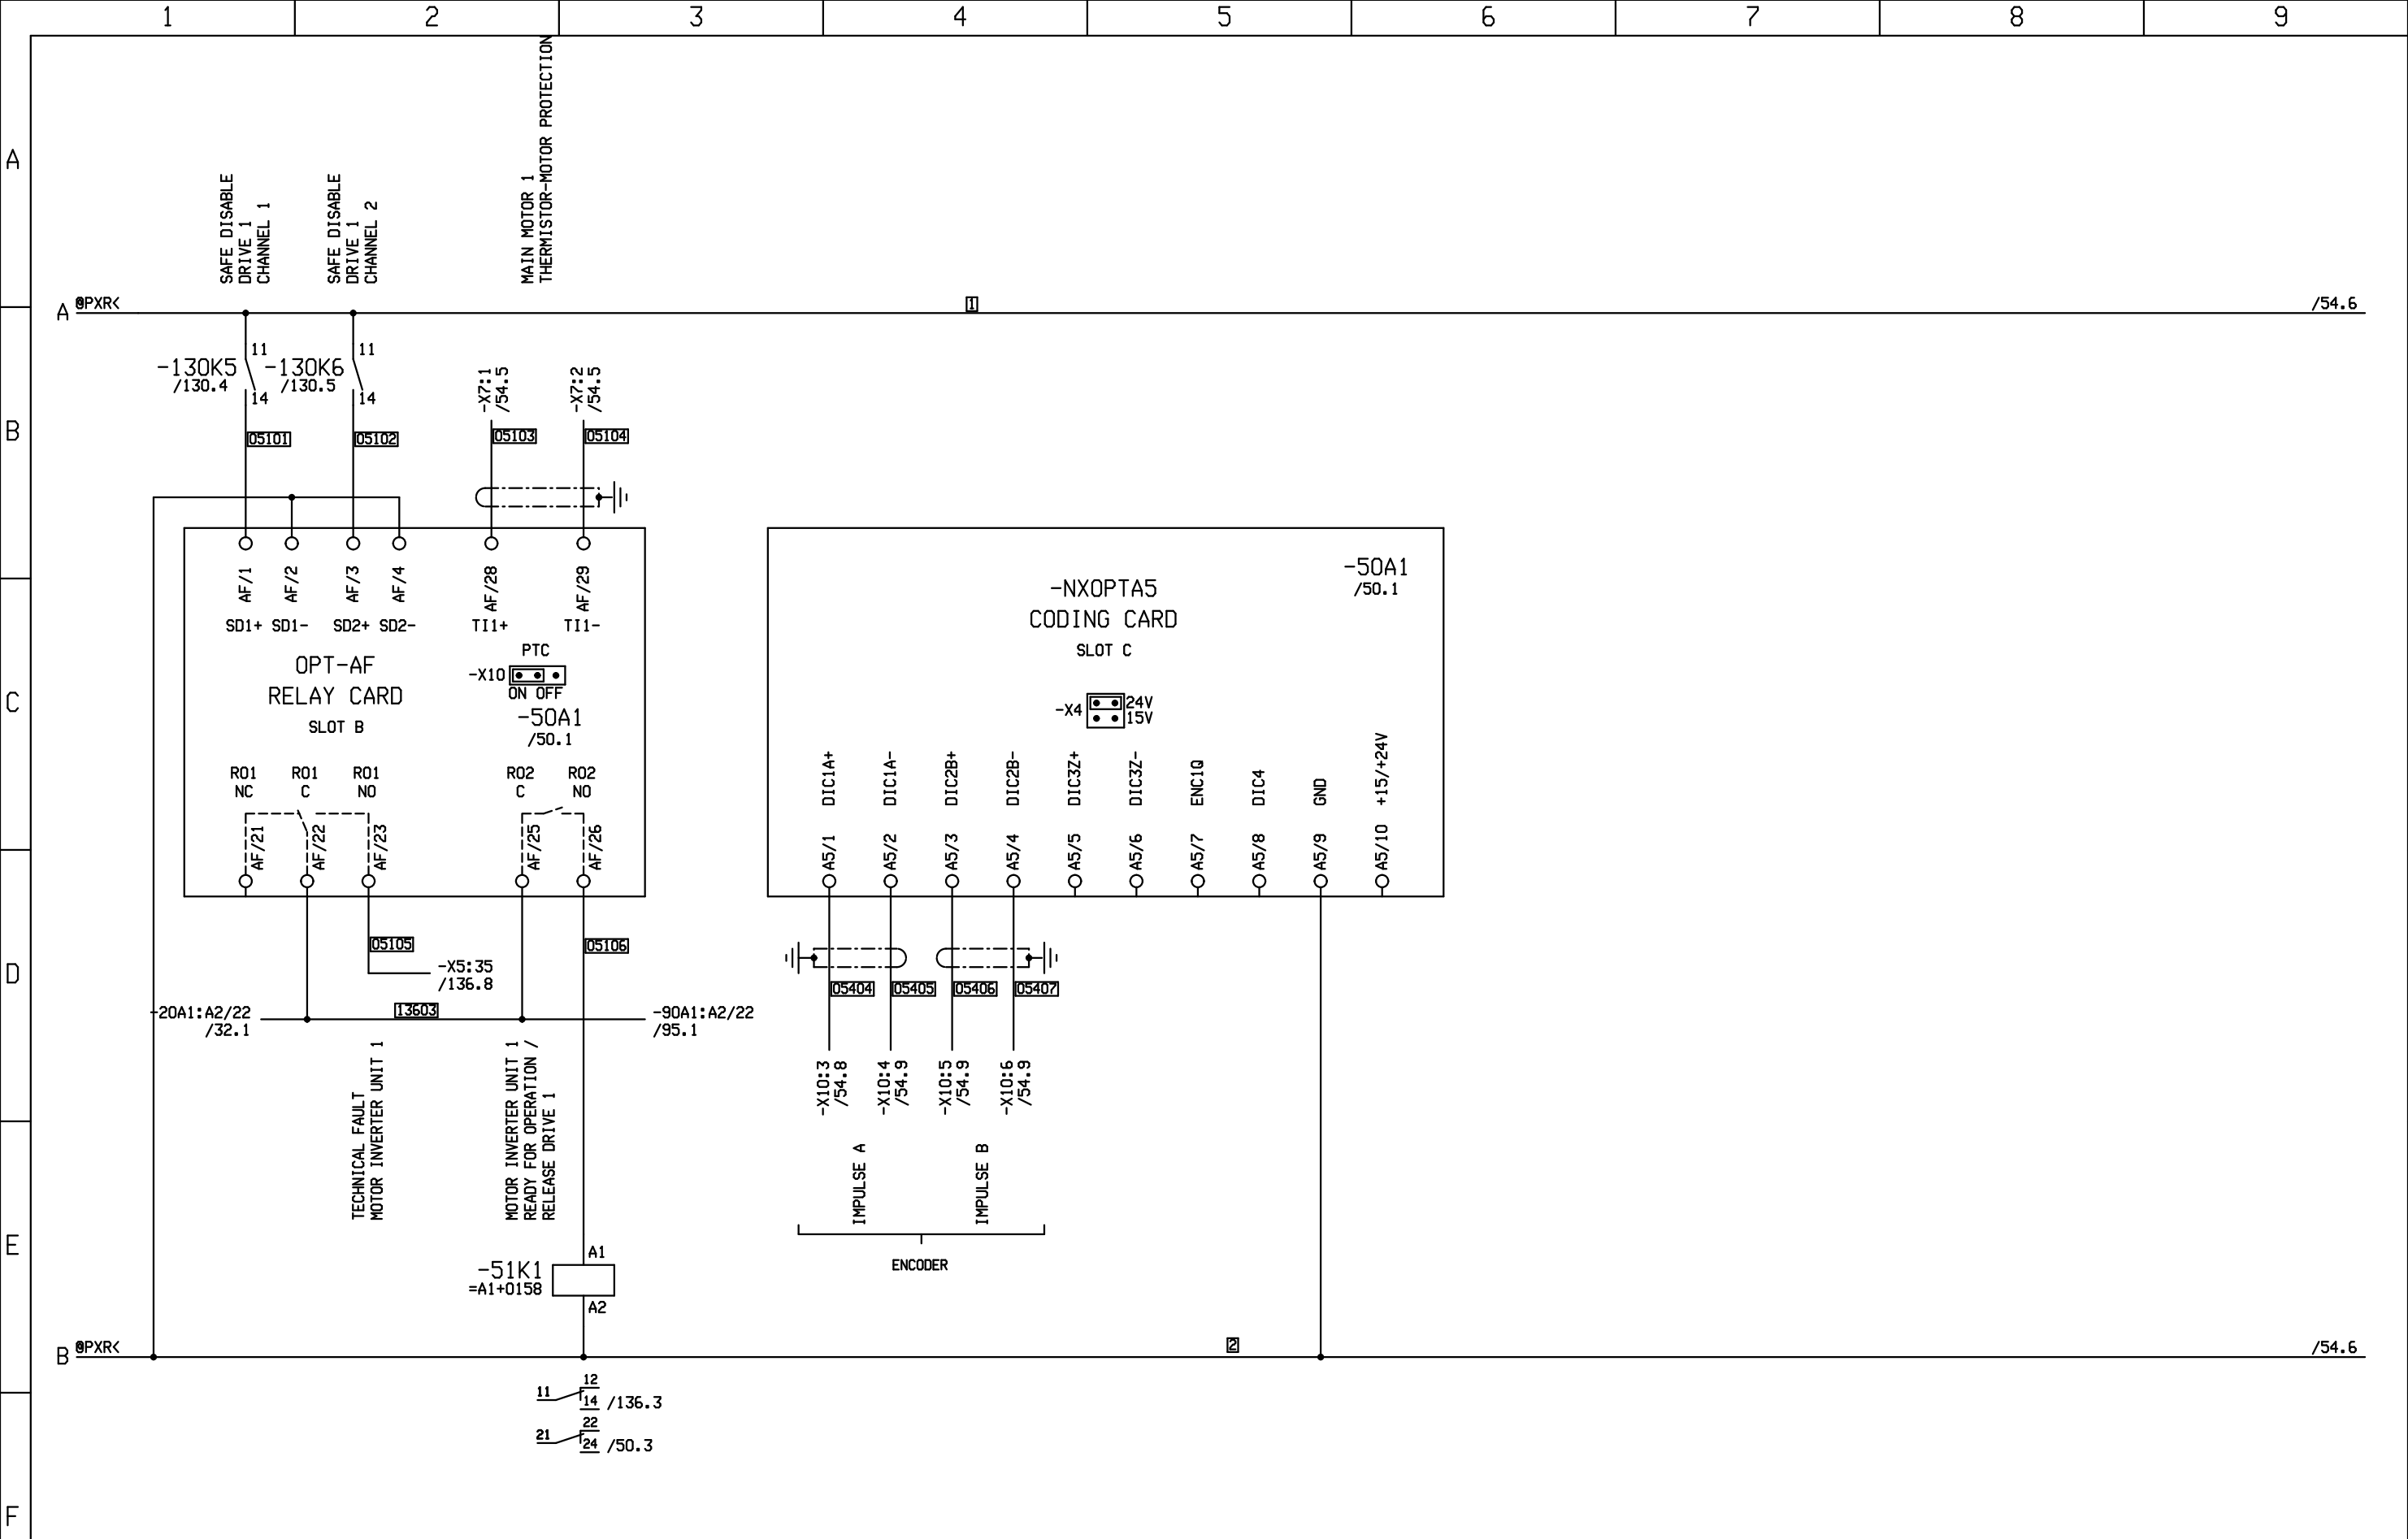 1 2 3 4 5 6 7 8 9
A
B
C
D
E
F
SAFE DISABLE
DRIVE 1
CHANNEL 1
SAFE DISABLE
DRIVE 1
CHANNEL 2
MAIN MOTOR 1
THERMISTOR-MOTOR PROTECTION
A @PXR< 1 /54.6
-130K5
/130.4
11
14
-130K6
/130.5
11
14
-X7:1
/54.5
-X7:2
/54.5
05101
05102
05103
05104
AF/1
AF/2
AF/3
AF/4
AF/28
AF/29
SD1+ SD1- SD2+ SD2- TI1+ TI1-
OPT-AF
RELAY CARD
SLOT B
PTC
-X10
ON OFF
-50A1
/50.1
RO1
NC
RO1
C
RO1
NO
RO2
C
RO2
NO
AF/21
AF/22
AF/23
AF/25
AF/26
05105
-X5:35
/136.8
05106
-20A1:A2/22
/32.1
13603
-90A1:A2/22
/95.1
TECHNICAL FAULT
MOTOR INVERTER UNIT 1
MOTOR INVERTER UNIT 1
READY FOR OPERATION /
RELEASE DRIVE 1
-51K1
=A1+0158
A1
A2
-50A1
/50.1
-NXOPTA5
CODING CARD
SLOT C
-X4
24V
15V
DIC1A+
DIC1A-
DIC2B+
DIC2B-
DIC3Z+
DIC3Z-
ENC1Q
DIC4
GND
+15/+24V
A5/1
A5/2
A5/3
A5/4
A5/5
A5/6
A5/7
A5/8
A5/9
A5/10
05404
05405
05406
05407
-X10:3
/54.8
-X10:4
/54.9
-X10:5
/54.9
-X10:6
/54.9
IMPULSE A
IMPULSE B
ENCODER
B @PXR< 2 /54.6
11
12
14 /136.3
21
22
24 /50.3